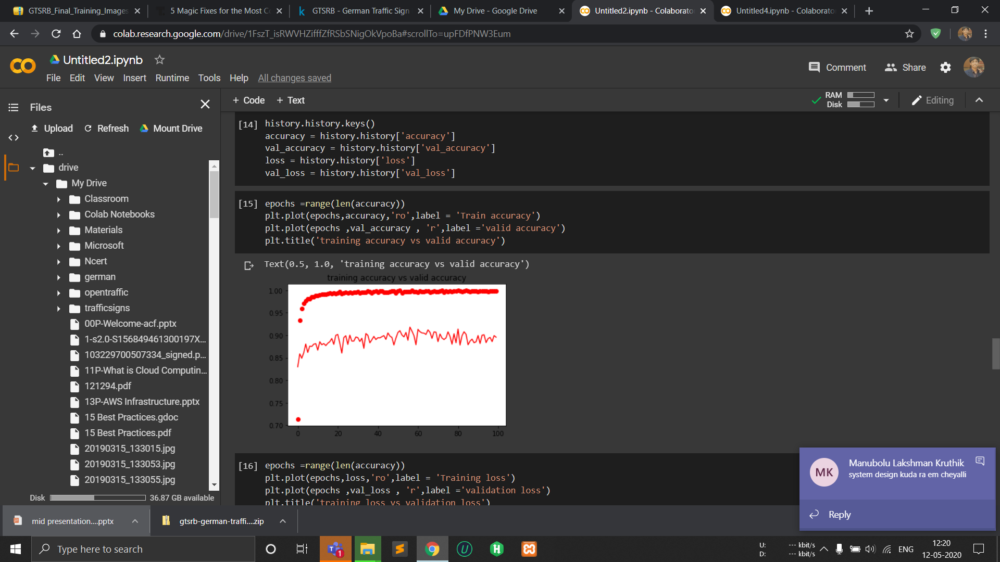 GTSRB_Final_Training_Images
5 Magic Fixes for the Most Co
GTSRB - German Traffic Sign
My Drive - Google Drive
Untitled2.ipynb - Colaborato
Untitled4.ipynb - Colaborato
colab.research.google.com/drive/1FszT_isRWVHZifffZfRSbSNigOkVpoBa#scrollTo=upFDfPNW3Eum
Untitled2.ipynb
File Edit View Insert Runtime Tools Help All changes saved
Comment Share
Files
Upload Refresh Mount Drive
..
drive
My Drive
Classroom
Colab Notebooks
Materials
Microsoft
Ncert
german
opentraffic
trafficsigns
00P-Welcome-acf.pptx
1-s2.0-S156849461300197X...
103229700507334_signed.p...
11P-What is Cloud Computin...
121294.pdf
13P-AWS Infrastructure.pptx
15 Best Practices.gdoc
15 Best Practices.pdf
20190315_133015.jpg
20190315_133053.jpg
20190315_133055.jpg
Disk 36.87 GB available
+ Code + Text
RAM
Disk
Editing
[14] history.history.keys()
accuracy = history.history['accuracy']
val_accuracy = history.history['val_accuracy']
loss = history.history['loss']
val_loss = history.history['val_loss']
[15] epochs =range(len(accuracy))
plt.plot(epochs,accuracy,'ro',label = 'Train accuracy')
plt.plot(epochs ,val_accuracy , 'r',label ='valid accuracy')
plt.title('training accuracy vs valid accuracy')
Text(0.5, 1.0, 'training accuracy vs valid accuracy')
training accuracy vs valid accuracy
1.00
0.95
0.90
0.85
0.80
0.75
0.70
0 20 40 60 80 100
[16] epochs =range(len(accuracy))
plt.plot(epochs,loss,'ro',label = 'Training loss')
plt.plot(epochs ,val_loss , 'r',label ='validation loss')
plt.title('training loss vs validation loss')
MK
Manubolu Lakshman Kruthik
system design kuda ra em cheyalli
Reply
mid presentation....pptx
gtsrb-german-traffi....zip
Type here to search
T 1
U: --- kbit/s
D: --- kbit/s
ENG
12:20
12-05-2020